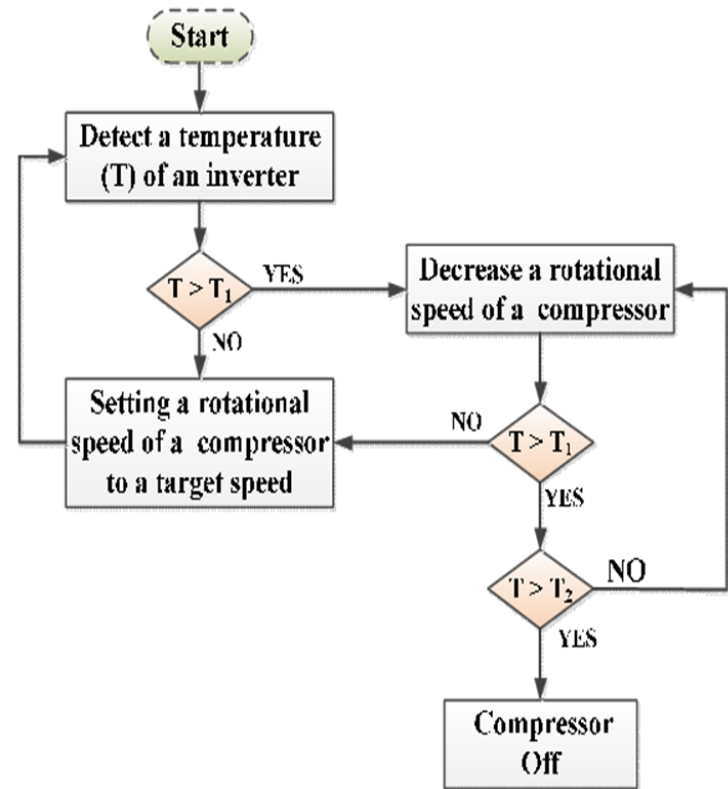 Start
Detect a temperature
(T) of an inverter
T > T₁
YES
NO
Decrease a rotational
speed of a compressor
Setting a rotational
speed of a compressor
to a target speed
NO
T > T₁
YES
T > T₂
NO
YES
Compressor
Off